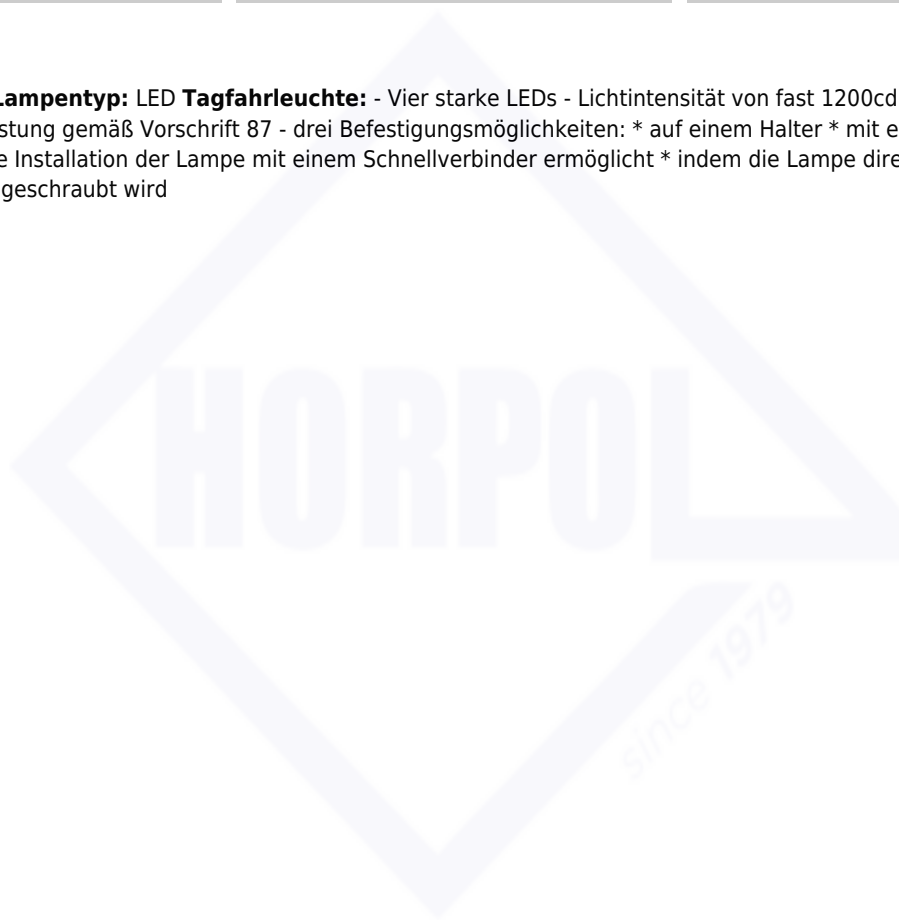 Lampentyp: LED Tagfahrleuchte: - Vier starke LEDs - Lichtintensität von fast 1200cd
stung gemäß Vorschrift 87 - drei Befestigungsmöglichkeiten: * auf einem Halter * mit e
e Installation der Lampe mit einem Schnellverbinder ermöglicht * indem die Lampe dire
geschraubt wird
HORPOL
since 1979